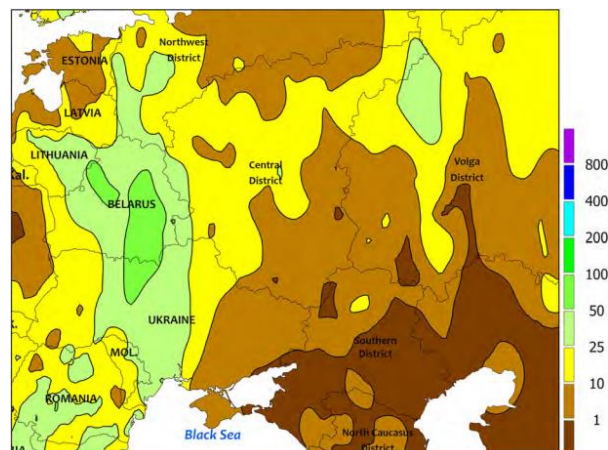 Northwest
District
ESTONIA
LATVIA
LITHUANIA
al.
Central
District
Volga
District
BELARUS
UKRAINE
MOL.
Southern
District
ROMANIA
Black Sea
North Caucasus
District
800
400
200
100
50
25
10
1